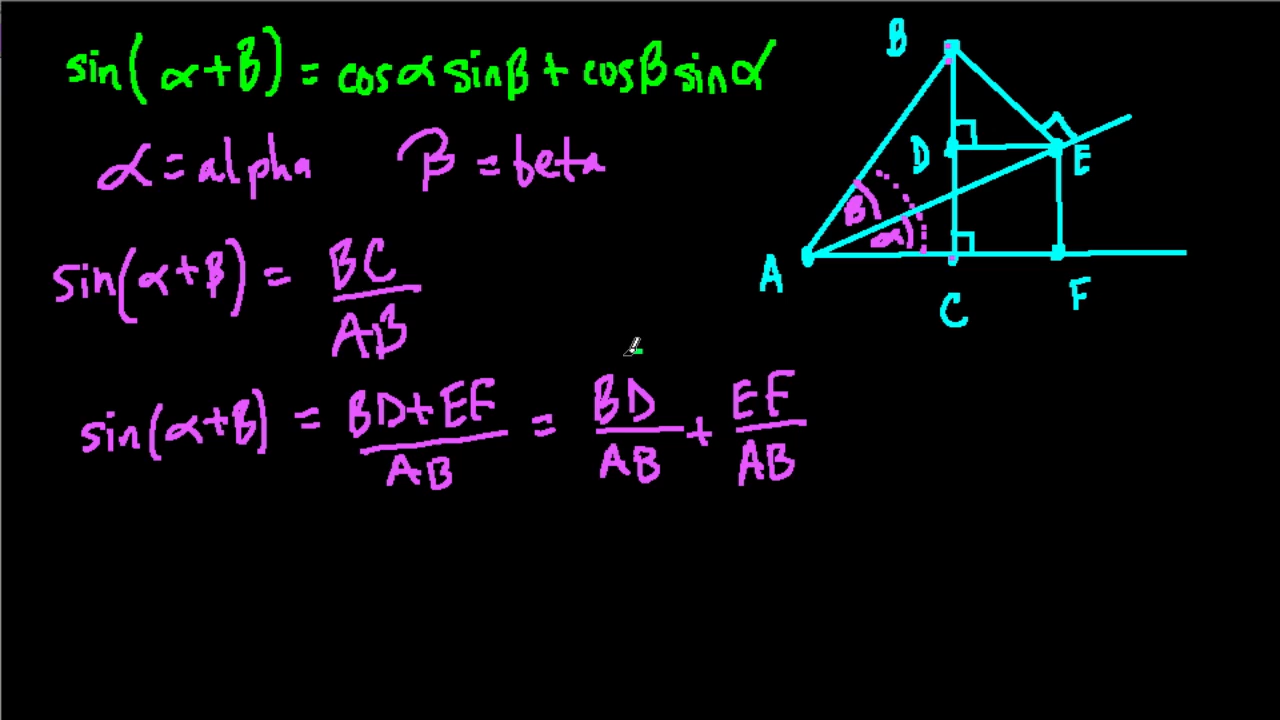 sin(α+β) = cosα sinβ + cosβ sinα
α = alpha β = beta
sin(α+β) = BC/AB
sin(α+β) = BD+EF/AB = BD/AB + EF/AB
B
D
E
β
α
A
C
F